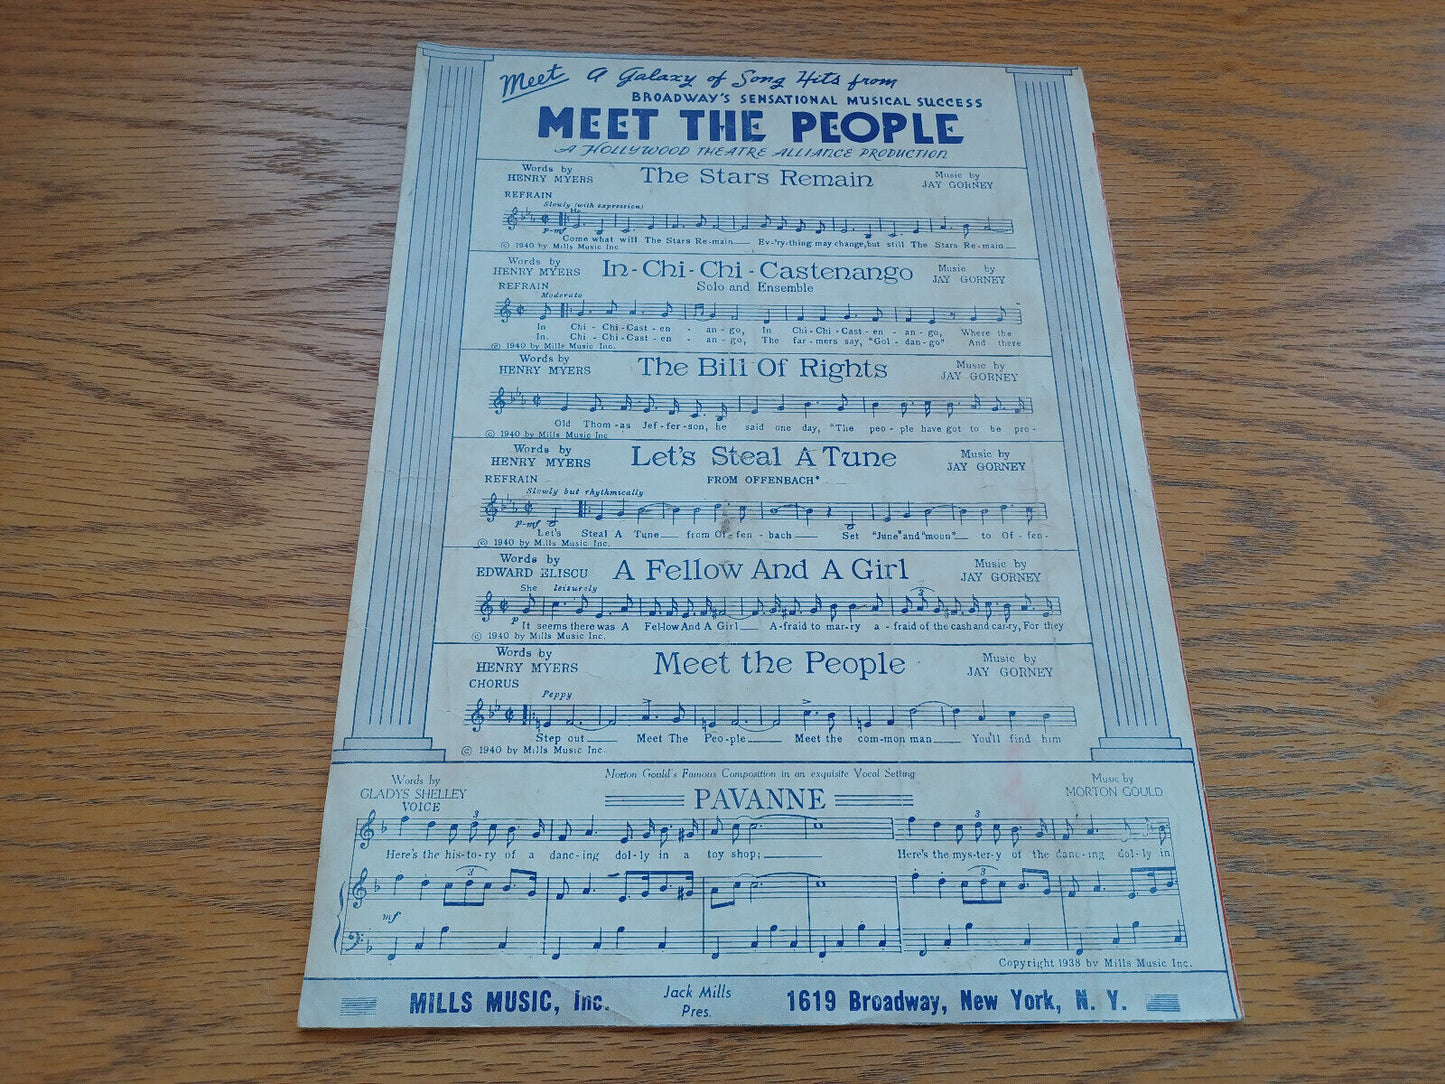 Meet A Galaxy of Song Hits from
BROADWAY'S SENSATIONAL MUSICAL SUCCESS
MEET THE PEOPLE
A HOLLYWOOD THEATRE ALLIANCE PRODUCTION
Words by
HENRY MYERS
The Stars Remain
Music by
JAY GORNEY
REFRAIN
Slowly (with expression)
He
p-mf
Come what will The Stars Re-main Ev-'ry-thing may change, but still The Stars Re-main
© 1940 by Mills Music Inc.
Words by
HENRY MYERS
In-Chi-Chi-Castenango
Solo and Ensemble
Music by
JAY GORNEY
REFRAIN
Moderato
In Chi-Chi-Cast-en-an-go, In Chi-Chi-Cast-en-an-go, Where the
In Chi-Chi-Cast-en-an-go, The far-mers say, "Gol-dan-go" And there
© 1940 by Mills Music Inc.
Words by
HENRY MYERS
The Bill Of Rights
Music by
JAY GORNEY
Old Thom-as Jef-fer-son, he said one day, "The peo-ple have got to be pro-
© 1940 by Mills Music Inc
Words by
HENRY MYERS
Let's Steal A Tune
FROM OFFENBACH"
Music by
JAY GORNEY
REFRAIN
Slowly but rhythmically
p-mf
Let's Steal A Tune from Of-fen-bach Set "June" and "moon" to Of-fen-
© 1940 by Mills Music Inc.
Words by
EDWARD ELISCU
A Fellow And A Girl
Music by
JAY GORNEY
She leisurely
p
It seems there was A Fel-low And A Girl A-fraid to mar-ry a-fraid of the cash and car-ry, For they
© 1940 by Mills Music Inc.
Words by
HENRY MYERS
Meet the People
Music by
JAY GORNEY
CHORUS
Peppy
Step out Meet The Peo-ple Meet the com-mon man You'll find him
© 1940 by Mills Music Inc.
Morton Gould's Famous Composition in an exquisite Vocal Setting
Words by
GLADYS SHELLEY
PAVANNE
Music by
MORTON GOULD
VOICE
3 3
Here's the his-to-ry of a danc-ing dol-ly in a toy shop; Here's the mys-ter-y of the danc-ing dol-ly in
3 3
mf
Copyright 1938 by Mills Music Inc.
MILLS MUSIC, Inc. Jack Mills Pres. 1619 Broadway, New York, N. Y.